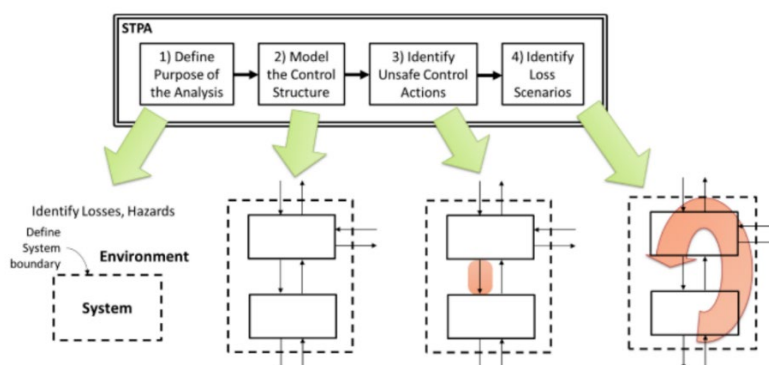 STPA
1) Define
Purpose of
the Analysis
2) Model
the Control
Structure
3) Identify
Unsafe Control
Actions
4) Identify
Loss
Scenarios
Identify Losses, Hazards
Define
System
boundary
Environment
System